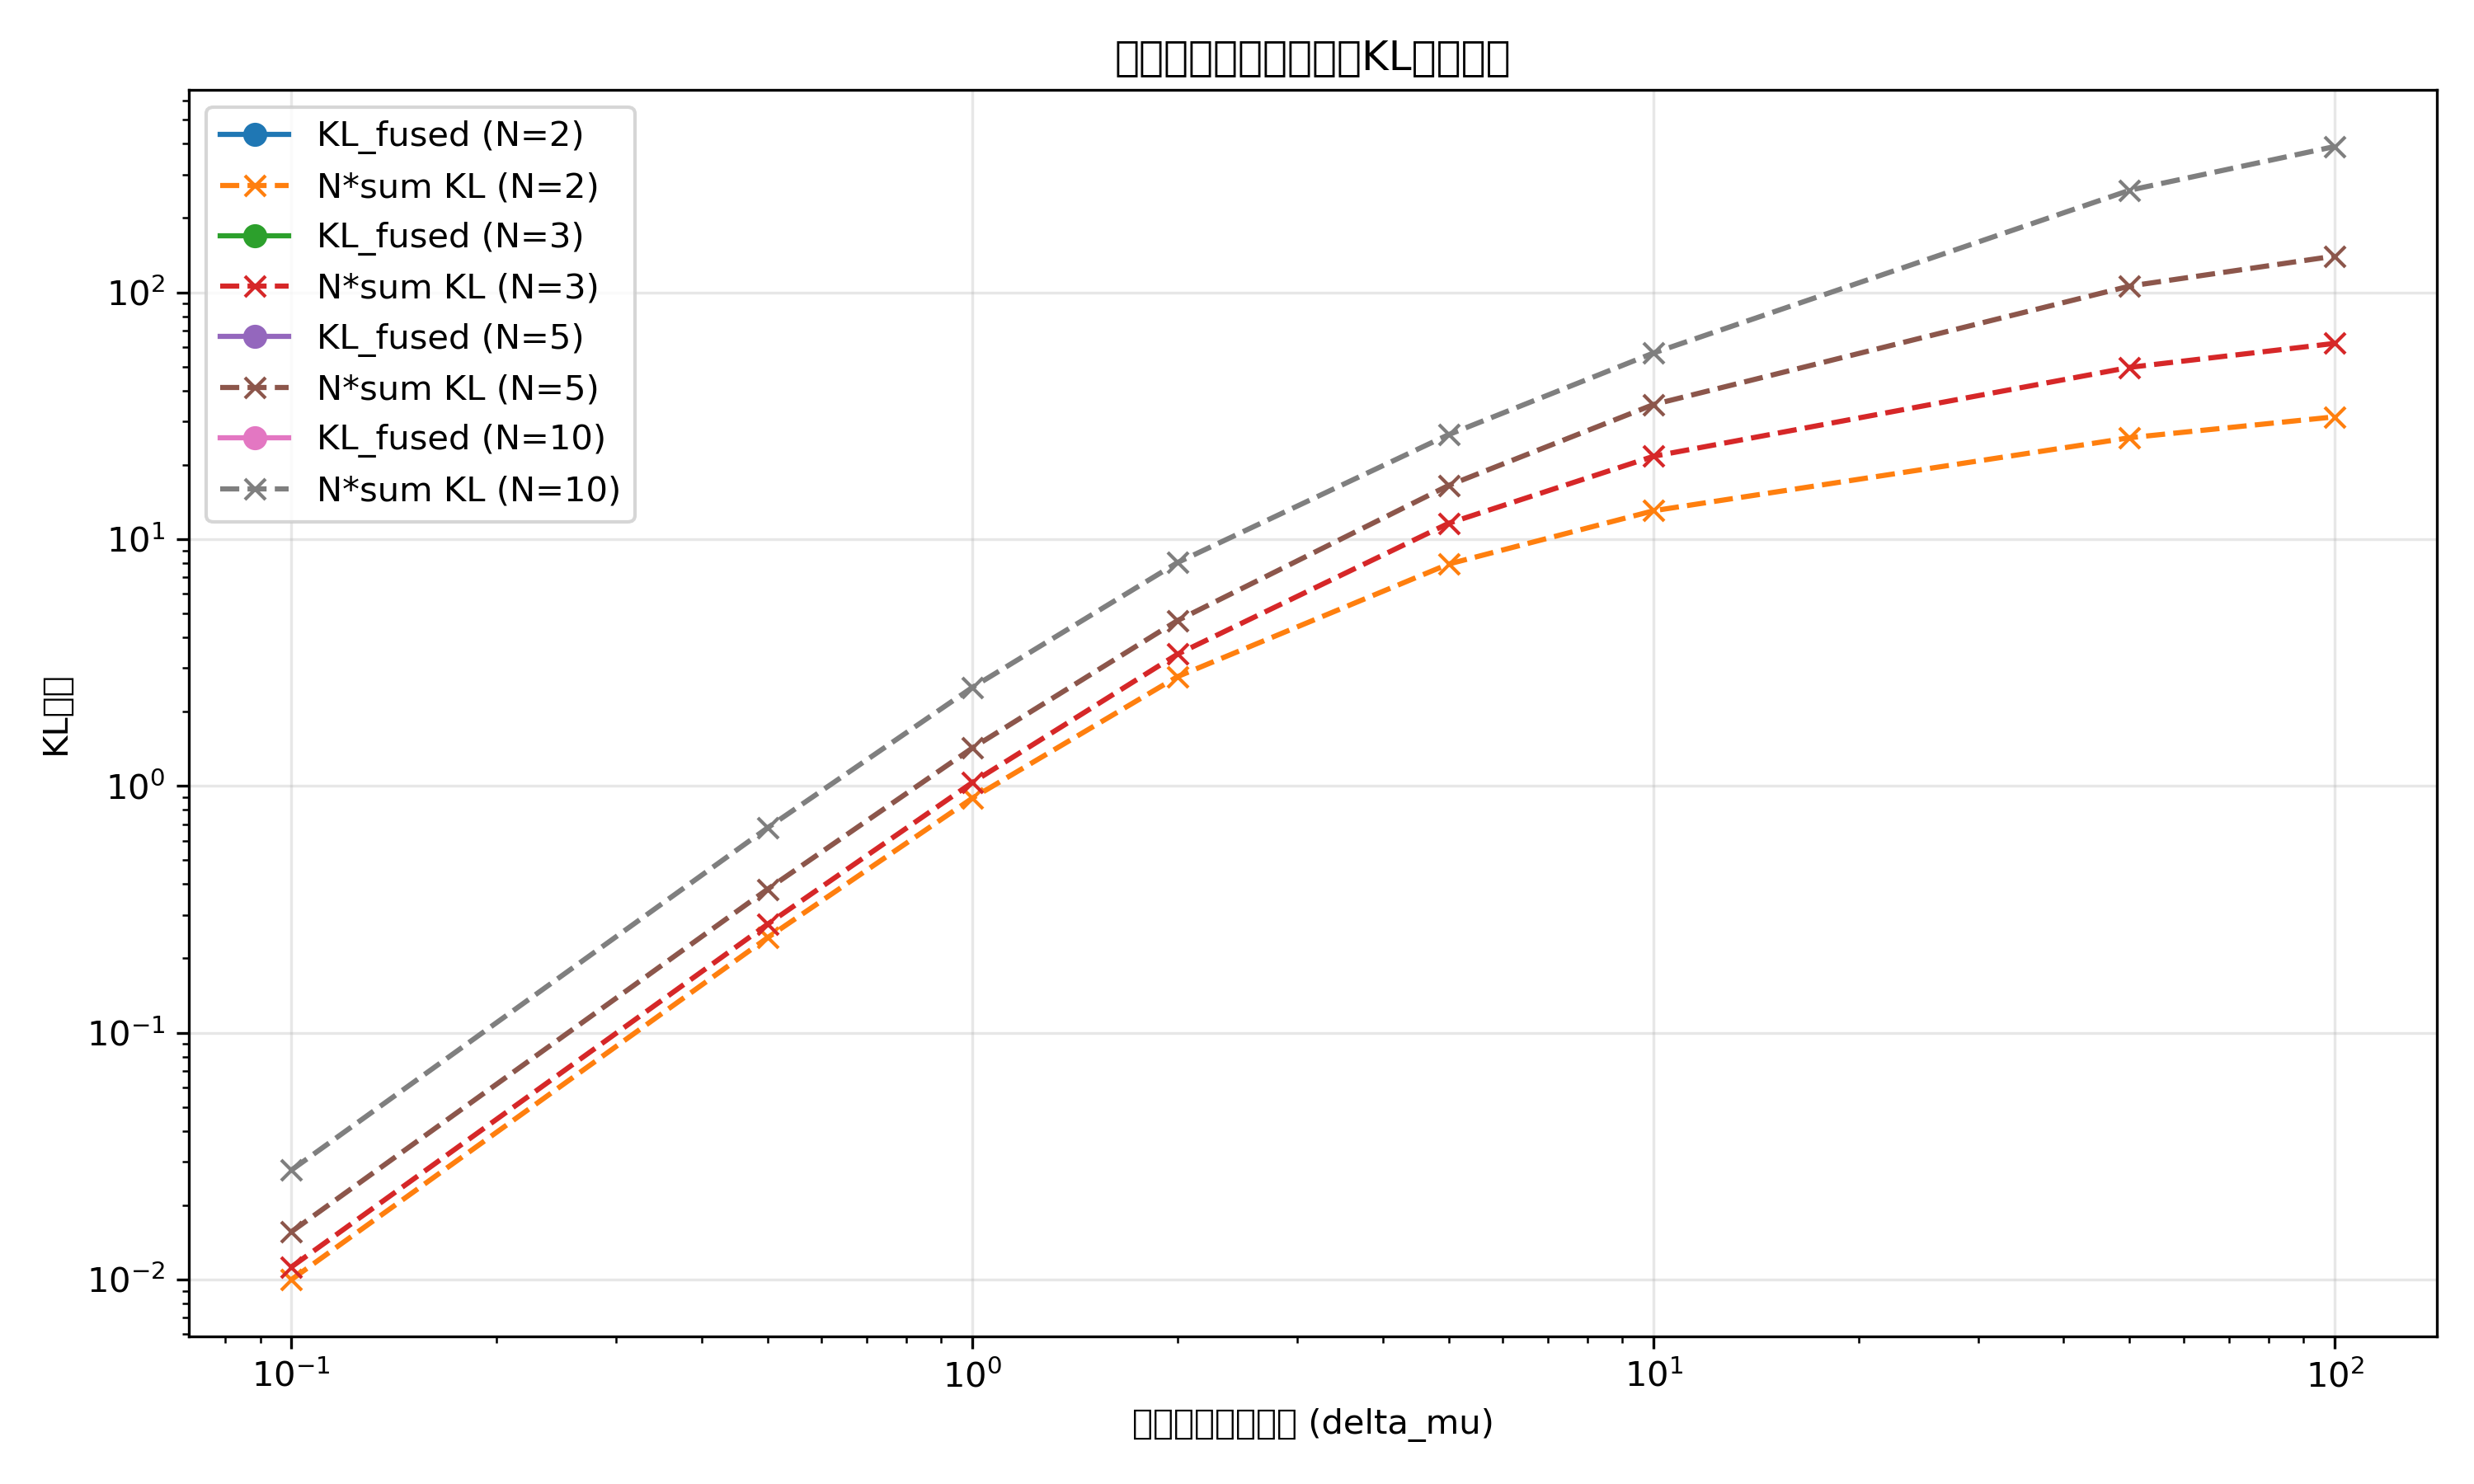 KL
KL_fused (N=2)
N*sum KL (N=2)
KL_fused (N=3)
N*sum KL (N=3)
KL_fused (N=5)
N*sum KL (N=5)
KL_fused (N=10)
N*sum KL (N=10)
10²
10¹
10⁰
10⁻¹
10⁻²
KL
10⁻¹ 10⁰ 10¹ 10²
(delta_mu)